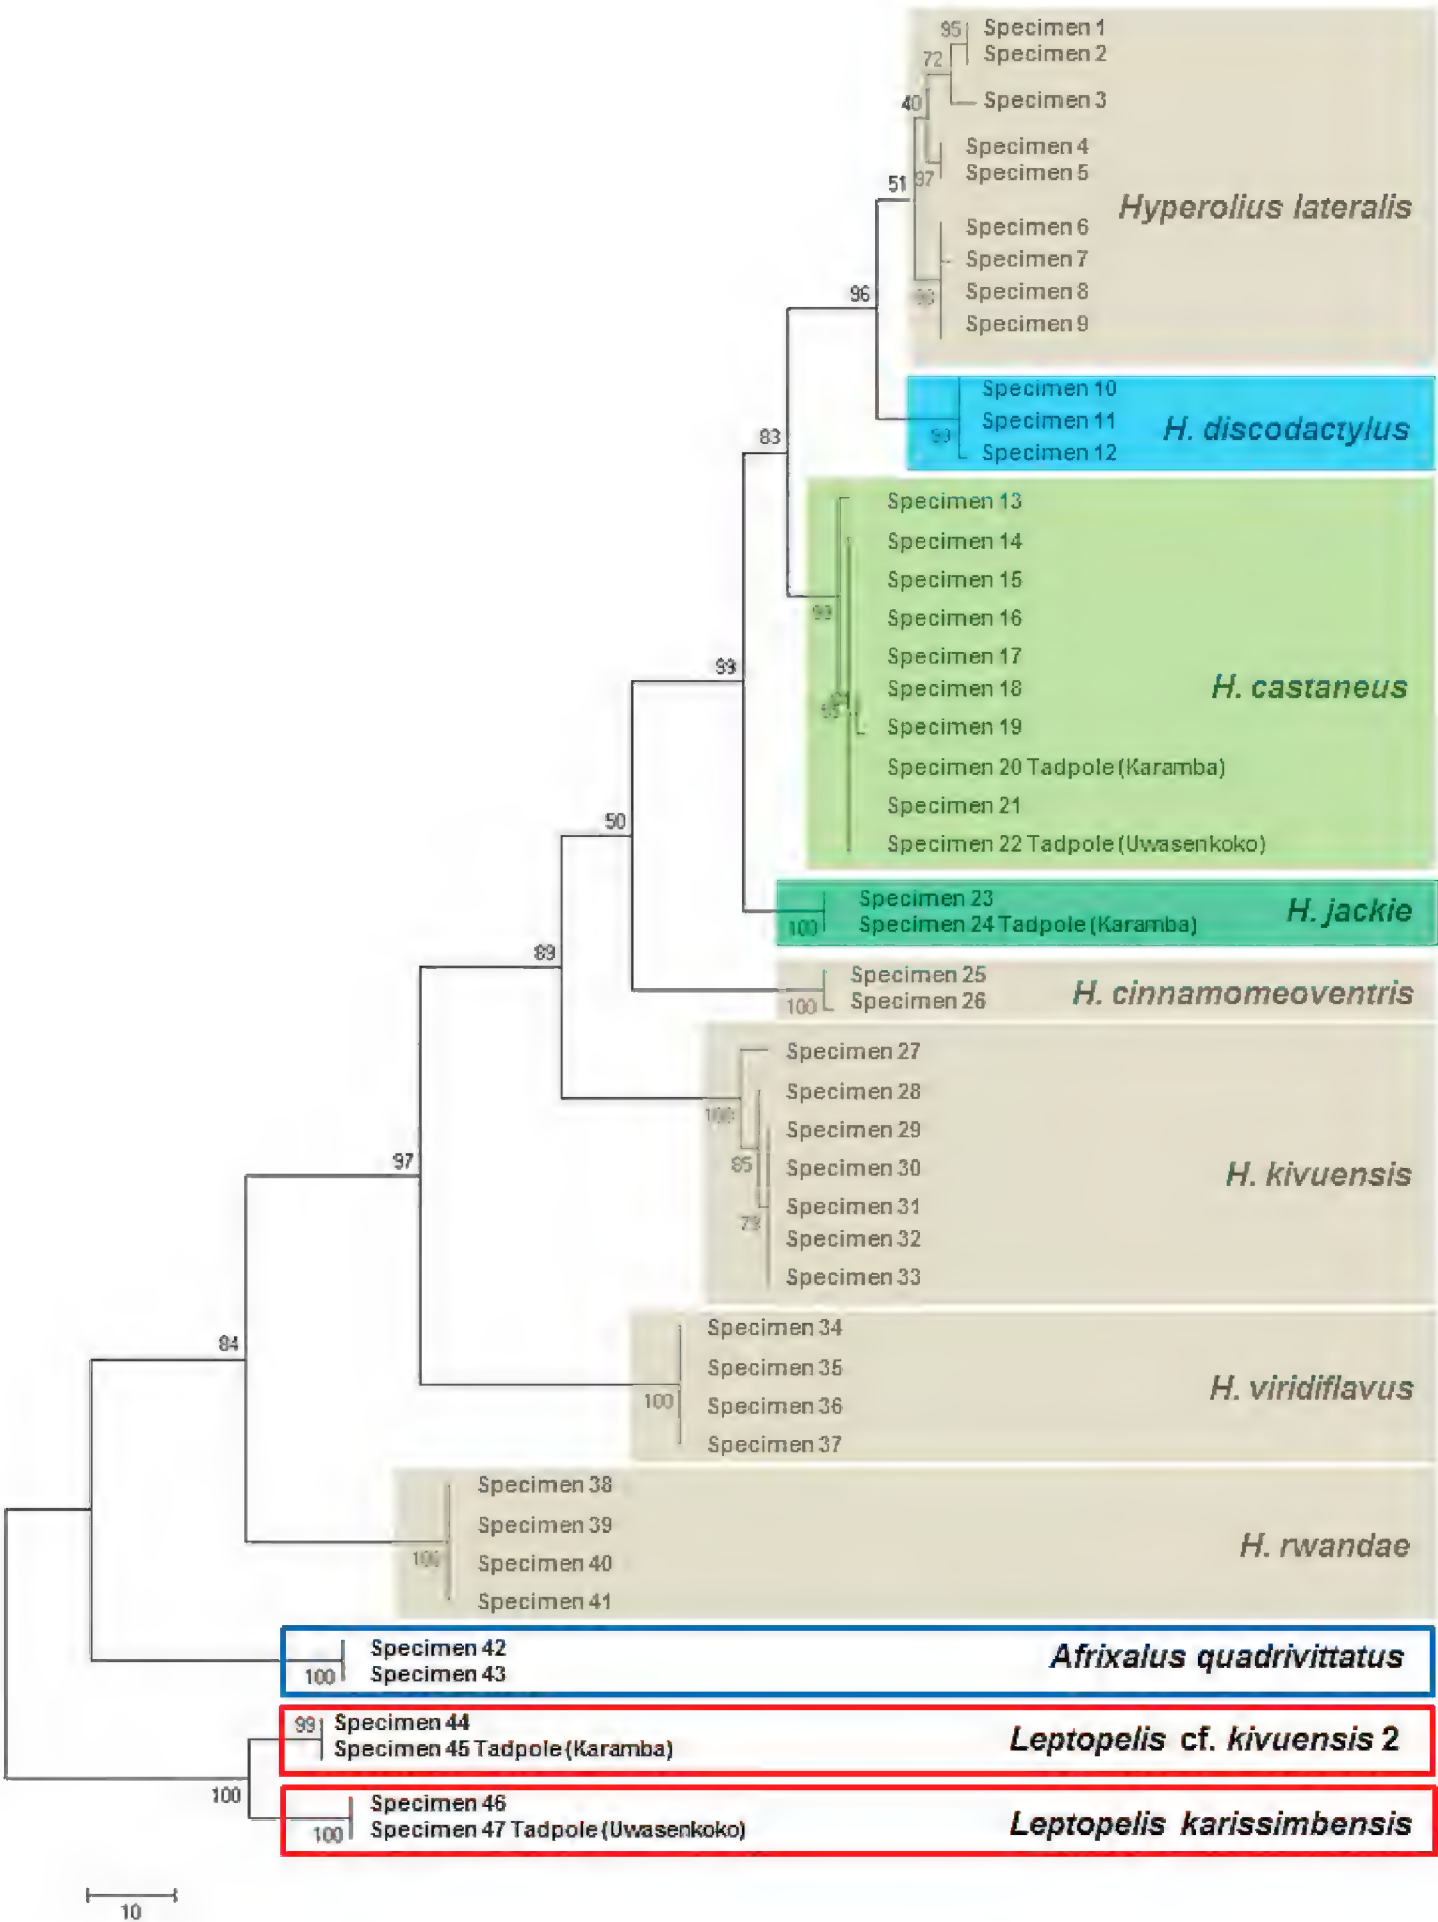 95
Specimen 1
Specimen 2
72
Specimen 3
40
Specimen 4
Specimen 5
97
51
Hyperolius lateralis
Specimen 6
Specimen 7
Specimen 8
Specimen 9
96
Specimen 10
Specimen 11
Specimen 12
99
H. discodactylus
83
Specimen 13
Specimen 14
Specimen 15
Specimen 16
99
Specimen 17
Specimen 18
Specimen 19
H. castaneus
99
Specimen 20 Tadpole (Karamba)
Specimen 21
Specimen 22 Tadpole (Uwasenkoko)
50
Specimen 23
Specimen 24 Tadpole (Karamba)
100
H. jackie
89
Specimen 25
Specimen 26
100
H. cinnamomeoventris
Specimen 27
Specimen 28
100
Specimen 29
Specimen 30
85
Specimen 31
79
Specimen 32
Specimen 33
H. kivuensis
97
Specimen 34
Specimen 35
Specimen 36
Specimen 37
100
H. viridiflavus
84
Specimen 38
Specimen 39
Specimen 40
Specimen 41
100
H. rwandae
Specimen 42
Specimen 43
100
Afrixalus quadrivittatus
99
Specimen 44
Specimen 45 Tadpole (Karamba)
Leptopelis cf. kivuensis 2
100
Specimen 46
Specimen 47 Tadpole (Uwasenkoko)
100
Leptopelis karissimbensis
10